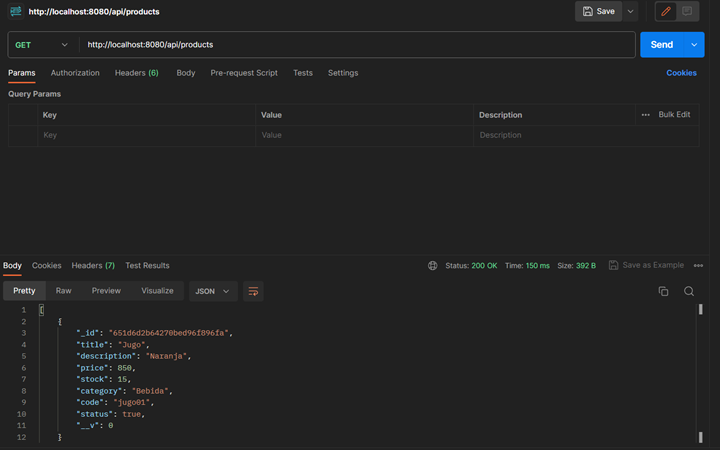 http://localhost:8080/api/products Save
GET http://localhost:8080/api/products Send
Params Authorization Headers (6) Body Pre-request Script Tests Settings Cookies
Query Params
Key Value Description ••• Bulk Edit
Key Value Description
Body Cookies Headers (7) Test Results Status: 200 OK Time: 150 ms Size: 392 B Save as Example •••
Pretty Raw Preview Visualize JSON
1 [
2 {
3 "_id": "651d6d2b64270bed96f896fa",
4 "title": "Jugo",
5 "description": "Naranja",
6 "price": 850,
7 "stock": 15,
8 "category": "Bebida",
9 "code": "jugo01",
10 "status": true,
11 "__v": 0
12 }